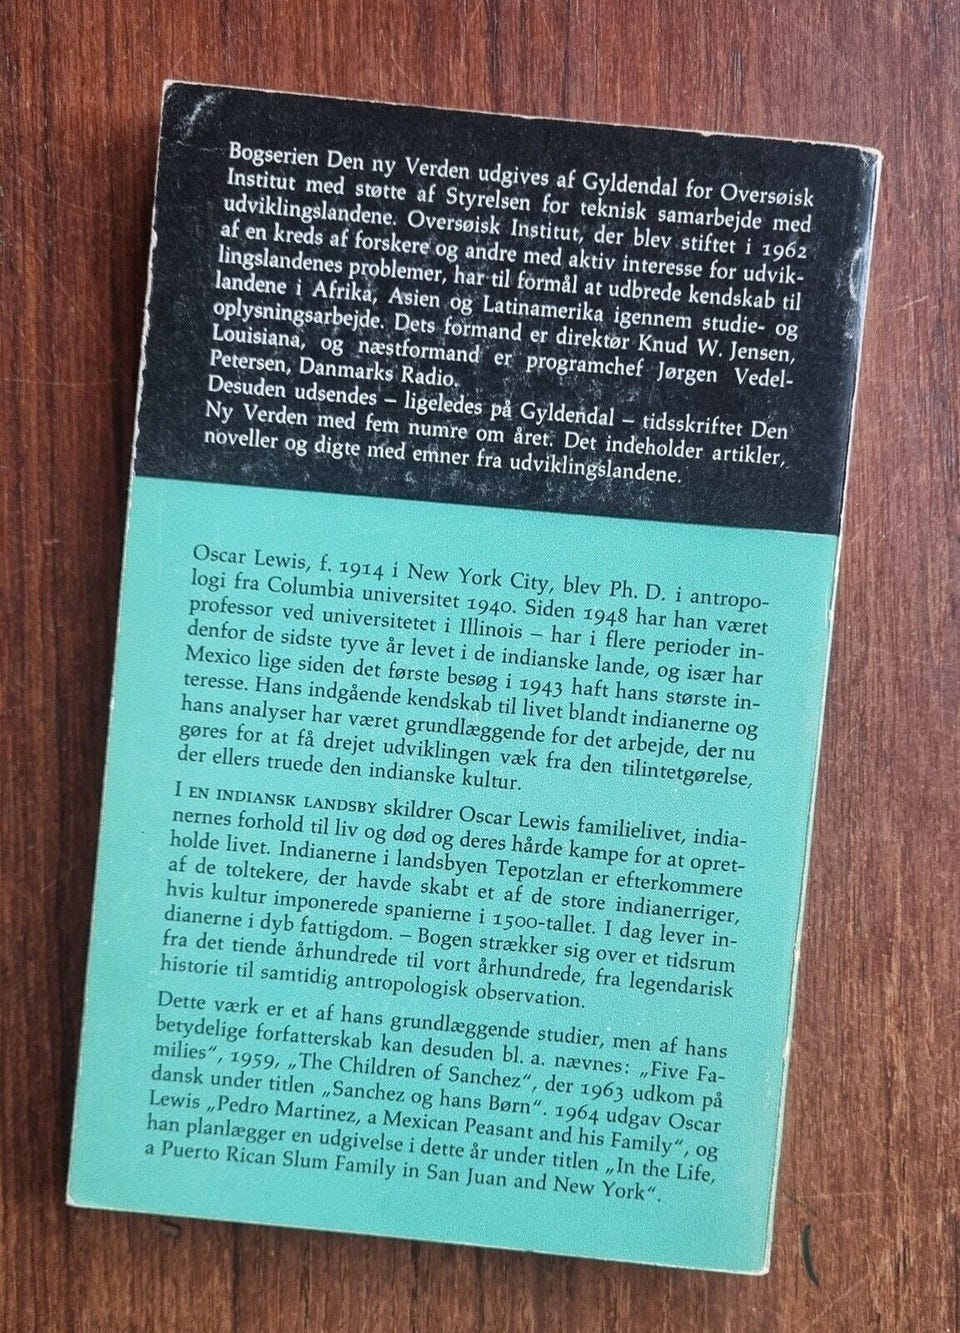 Bogserien Den ny Verden udgives af Gyldendal for Oversøisk
Institut med støtte af Styrelsen for teknisk samarbejde med
udviklingslandene. Oversøisk Institut, der blev stiftet i 1962
af en kreds af forskere og andre med aktiv interesse for udvik-
lingslandenes problemer, har til formål at udbrede kendskab til
landene i Afrika, Asien og Latinamerika igennem studie- og
oplysningsarbejde. Dets formand er direktør Knud W. Jensen,
Louisiana, og næstformand er programchef Jørgen Vedel-
Petersen, Danmarks Radio.
Desuden udsendes – ligeledes på Gyldendal – tidsskriftet Den
Ny Verden med fem numre om året. Det indeholder artikler,
noveller og digte med emner fra udviklingslandene.
Oscar Lewis, f. 1914 i New York City, blev Ph. D. i antropo-
logi fra Columbia universitet 1940. Siden 1948 har han været
professor ved universitetet i Illinois – har i flere perioder in-
denfor de sidste tyve år levet i de indianske lande, og især har
Mexico lige siden det første besøg i 1943 haft hans største in-
teresse. Hans indgående kendskab til livet blandt indianerne og
hans analyser har været grundlæggende for det arbejde, der nu
gøres for at få drejet udviklingen væk fra den tilintetgørelse,
der ellers truede den indianske kultur.
I EN INDIANSK LANDSBY skildrer Oscar Lewis familielivet, india-
nernes forhold til liv og død og deres hårde kampe for at opret-
holde livet. Indianerne i landsbyen Tepotzlan er efterkommere
af de toltekere, der havde skabt et af de store indianerriger,
hvis kultur imponerede spanierne i 1500-tallet. I dag lever in-
dianerne i dyb fattigdom. – Bogen strækker sig over et tidsrum
fra det tiende århundrede til vort århundrede, fra legendarisk
historie til samtidig antropologisk observation.
Dette værk er et af hans grundlæggende studier, men af hans
betydelige forfatterskab kan desuden bl. a. nævnes: „Five Fa-
milies“, 1959, „The Children of Sanchez“, der 1963 udkom på
dansk under titlen „Sanchez og hans Børn“. 1964 udgav Oscar
Lewis „Pedro Martinez, a Mexican Peasant and his Family“, og
han planlægger en udgivelse i dette år under titlen „In the Life,
a Puerto Rican Slum Family in San Juan and New York“.